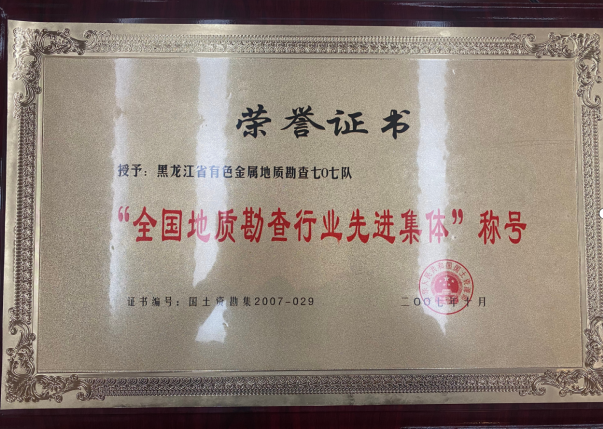 荣誉证书
授予：黑龙江省有色金属地质勘查七0七队
“全国地质勘查行业先进集体”称号
证书编号：国土资勘集2007-029
二〇〇七年十月